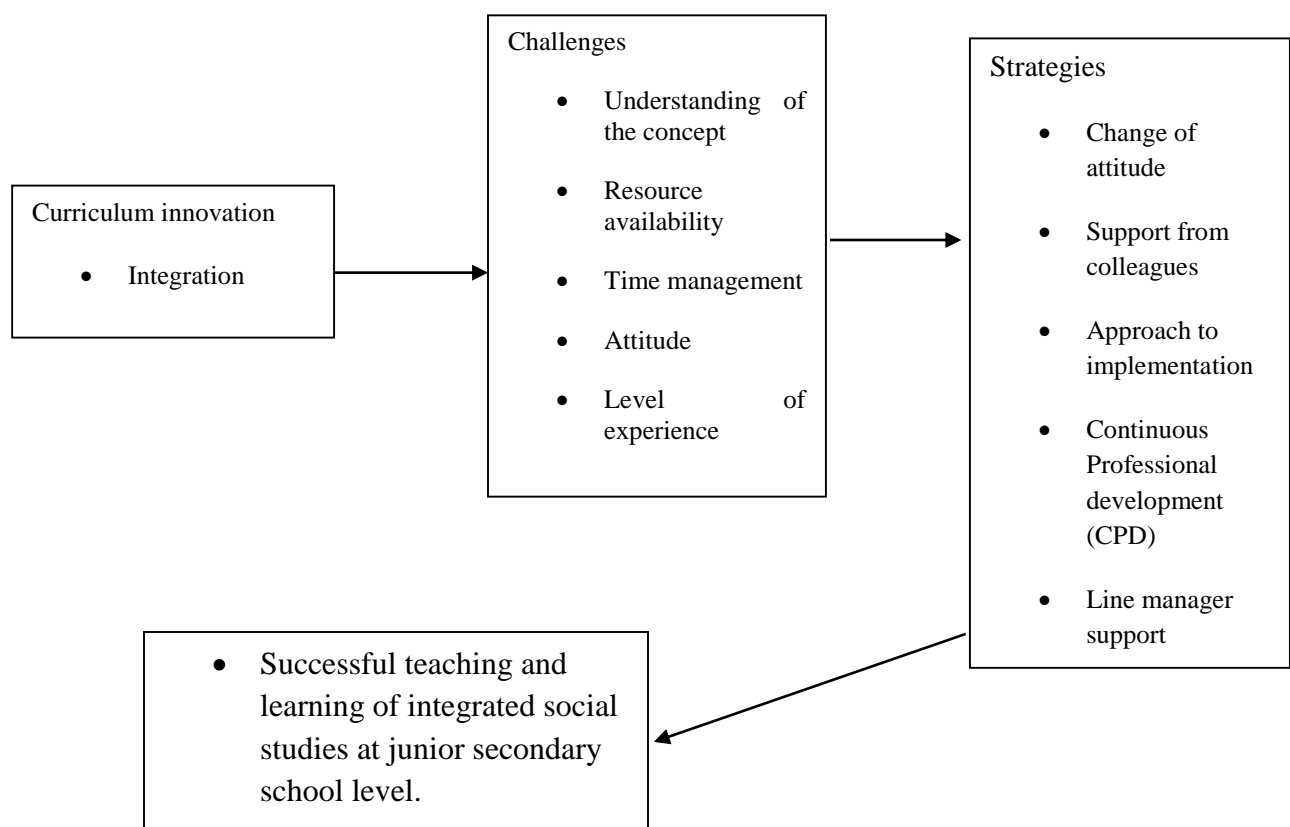 Curriculum innovation
• Integration
Challenges
• Understanding of
the concept
• Resource
availability
• Time management
• Attitude
• Level of
experience
Strategies
• Change of
attitude
• Support from
colleagues
• Approach to
implementation
• Continuous
Professional
development
(CPD)
• Line manager
support
• Successful teaching and
learning of integrated social
studies at junior secondary
school level.